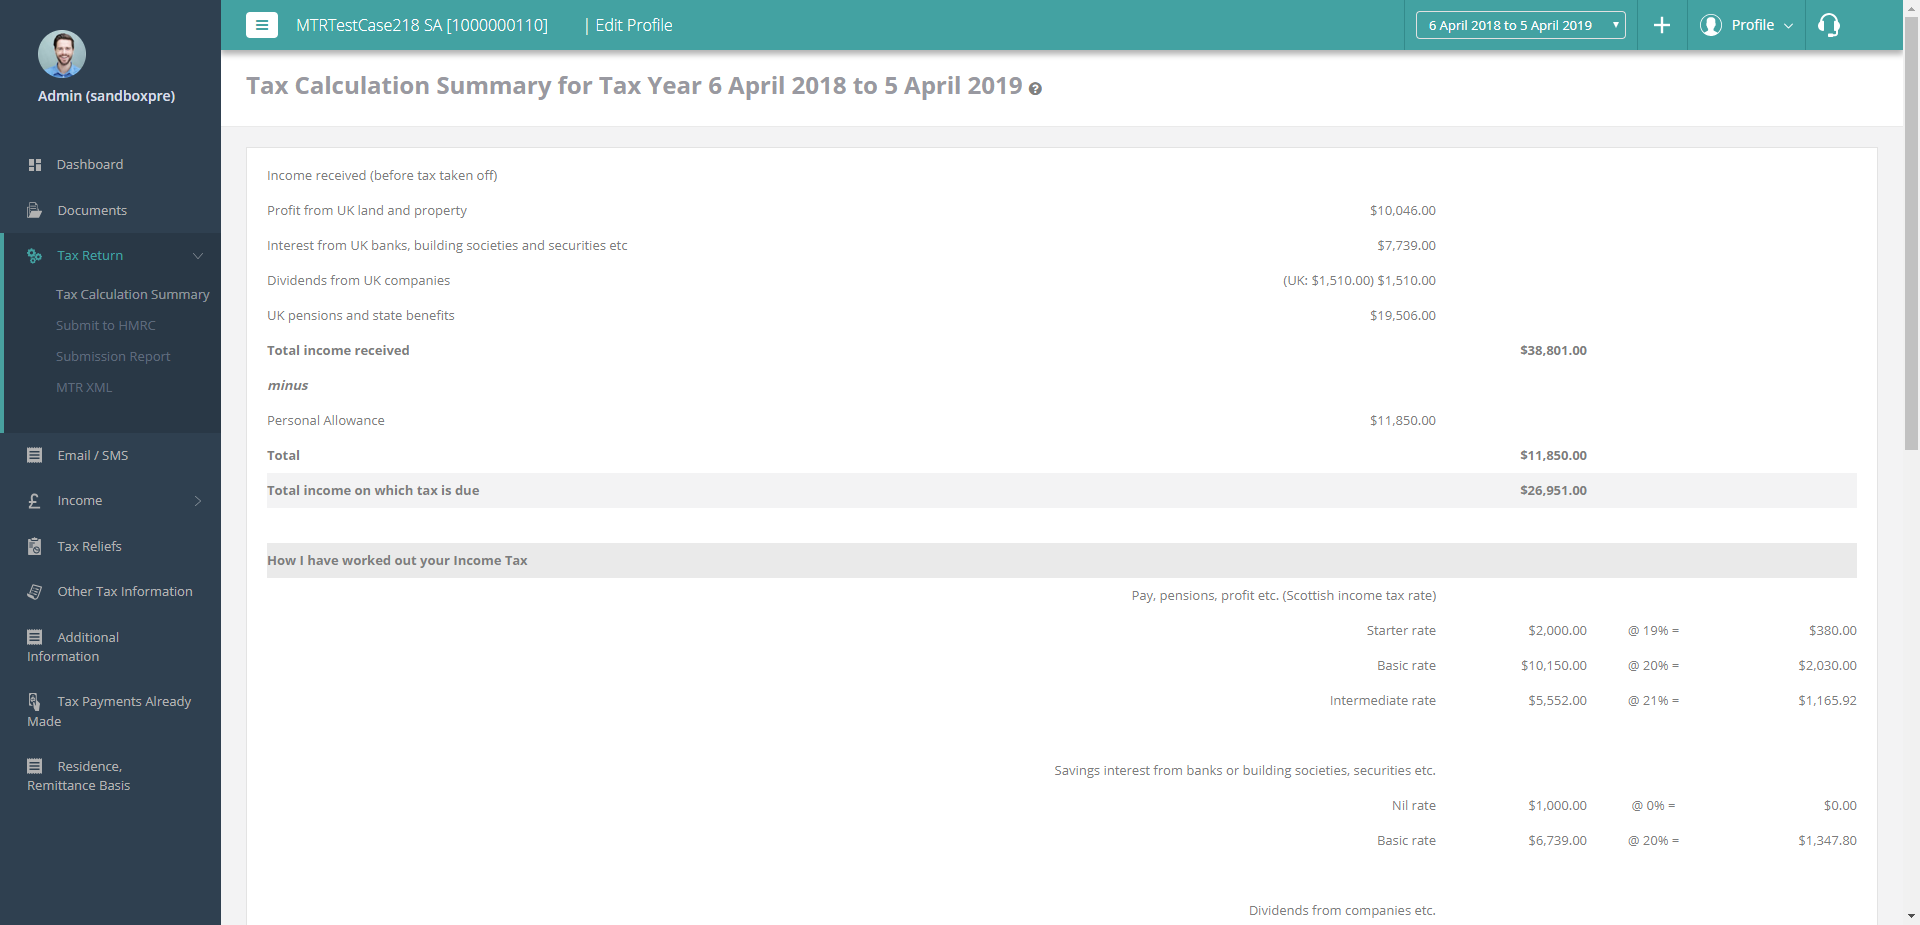 MTRTestCase218 SA [1000000110] | Edit Profile
6 April 2018 to 5 April 2019
Profile
Admin (sandboxpre)
Dashboard
Documents
Tax Return
Tax Calculation Summary
Submit to HMRC
Submission Report
MTR XML
Email / SMS
Income
Tax Reliefs
Other Tax Information
Additional
Information
Tax Payments Already
Made
Residence,
Remittance Basis
Tax Calculation Summary for Tax Year 6 April 2018 to 5 April 2019 ?
Income received (before tax taken off)
Profit from UK land and property $10,046.00
Interest from UK banks, building societies and securities etc $7,739.00
Dividends from UK companies (UK: $1,510.00) $1,510.00
UK pensions and state benefits $19,506.00
Total income received $38,801.00
minus
Personal Allowance $11,850.00
Total $11,850.00
Total income on which tax is due $26,951.00
How I have worked out your Income Tax
Pay, pensions, profit etc. (Scottish income tax rate)
Starter rate $2,000.00 @ 19% = $380.00
Basic rate $10,150.00 @ 20% = $2,030.00
Intermediate rate $5,552.00 @ 21% = $1,165.92
Savings interest from banks or building societies, securities etc.
Nil rate $1,000.00 @ 0% = $0.00
Basic rate $6,739.00 @ 20% = $1,347.80
Dividends from companies etc.